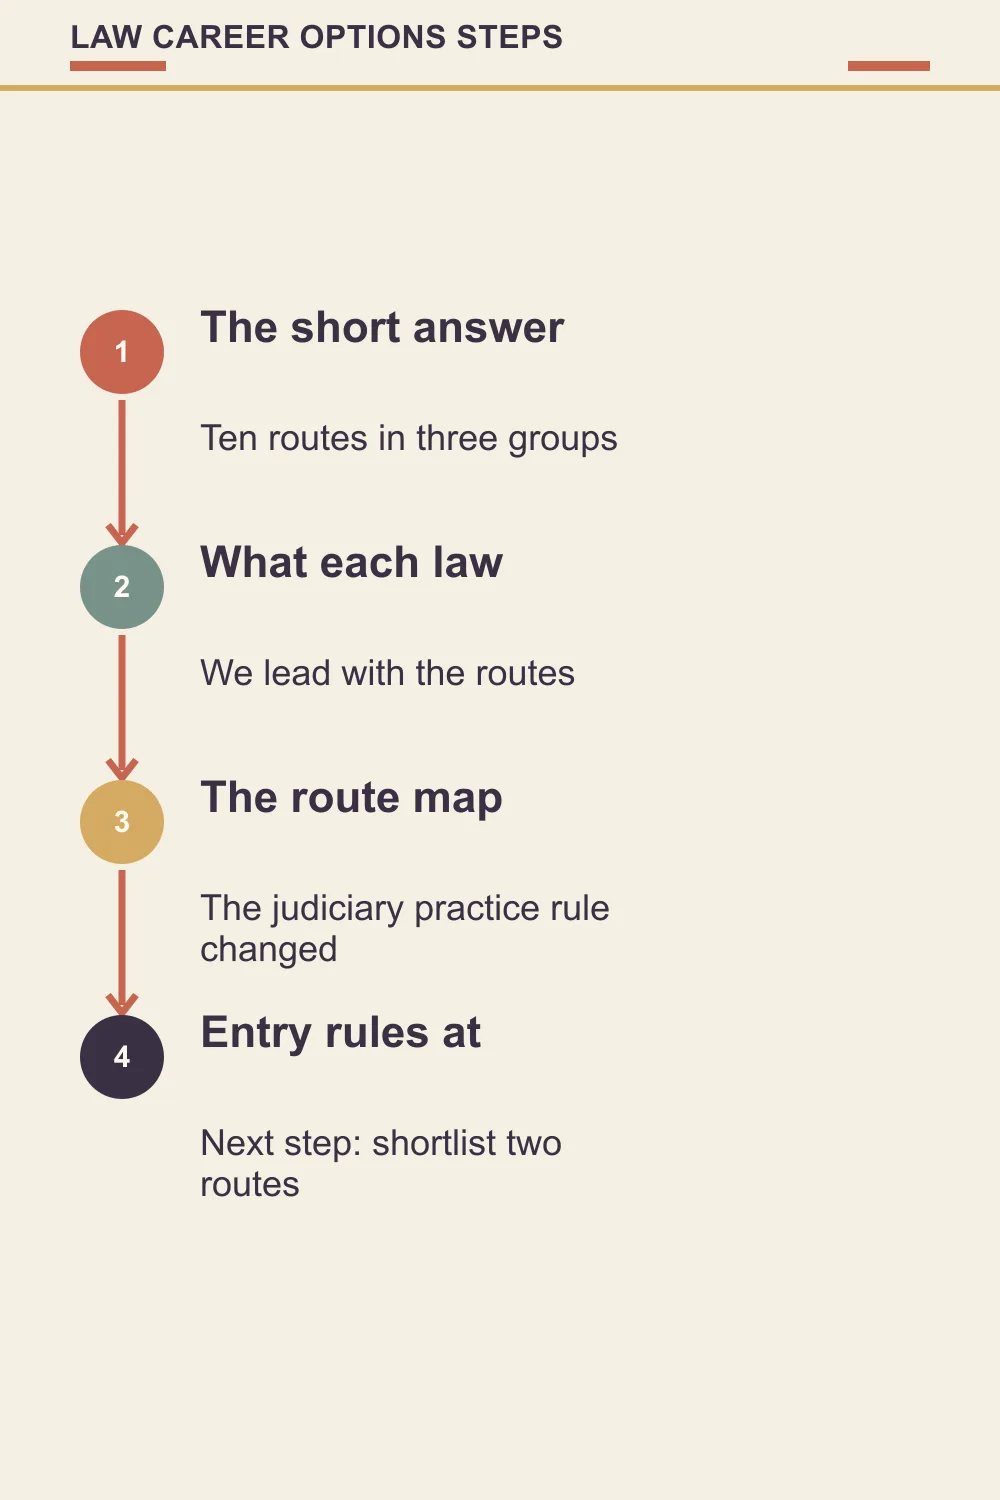 LAW CAREER OPTIONS STEPS
1
The short answer
Ten routes in three groups
2
What each law
We lead with the routes
3
The route map
The judiciary practice rule
changed
4
Entry rules at
Next step: shortlist two
routes